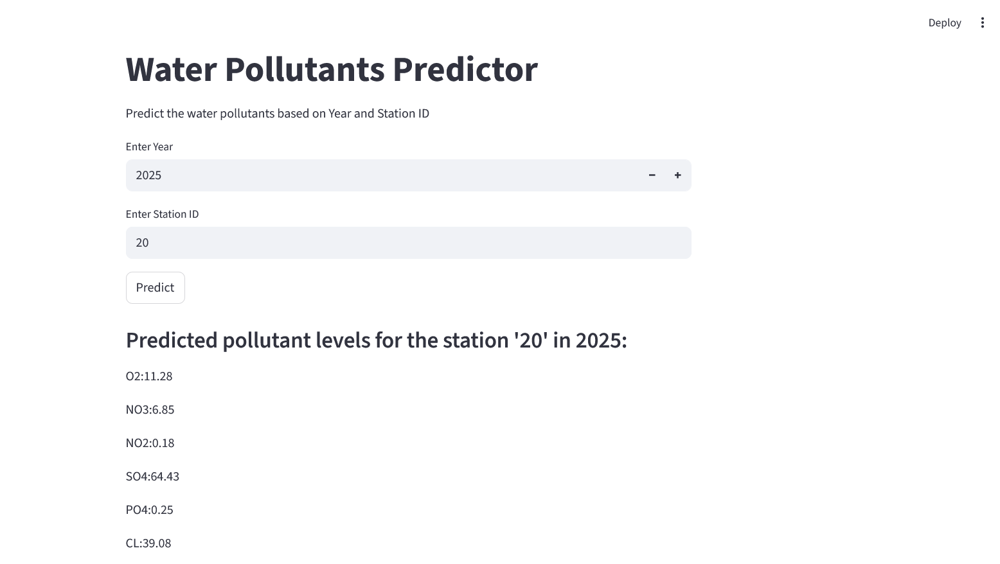 Deploy
Water Pollutants Predictor
Predict the water pollutants based on Year and Station ID
Enter Year
2025
Enter Station ID
20
Predict
Predicted pollutant levels for the station '20' in 2025:
O2:11.28
NO3:6.85
NO2:0.18
SO4:64.43
PO4:0.25
CL:39.08